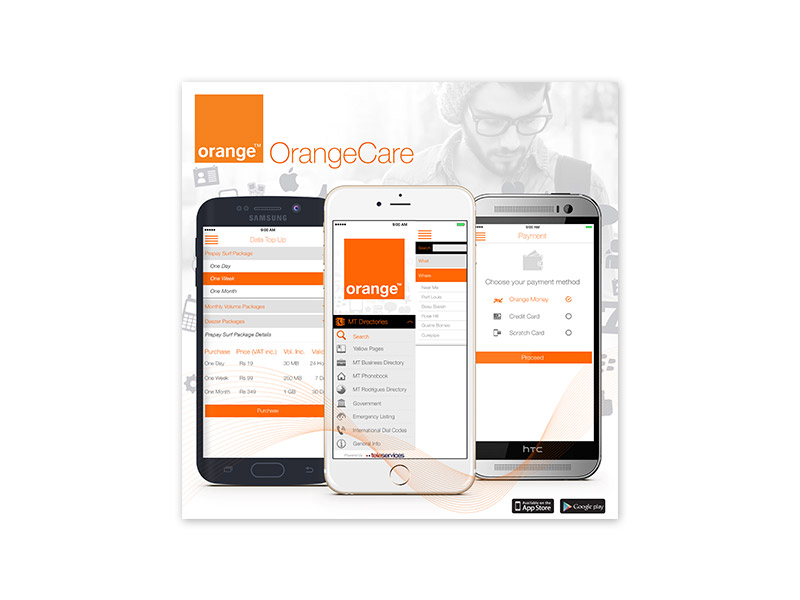 orange™
OrangeCare
SAMSUNG
9:00 AM
Data Top Up
Prepay Surf Package
One Day
One Week
One Month
Monthly Volume Packages
Deezer Packages
Prepay Surf Package Details
Purchase Price (VAT inc.) Vol. Inc.
One Day Rs 19 30 MB
One Week Rs 99 250 MB
One Month Rs 349 1 GB
Purchase
9:00 AM
orange™
MT Directories
Search
Yellow Pages
MT Business Directory
MT Phonebook
MT Rodrigues Directory
Government
Emergency Listing
International Dial Codes
General Info
Powered by teleservices
Search
What
Where
Near Me
Port Louis
Beau Bassin
Rose Hill
Quatre Bornes
Curepipe
9:00 AM
Payment
Choose your payment method
Orange Money
Credit Card
Scratch Card
Proceed
hTC
Available on the
App Store
Google play